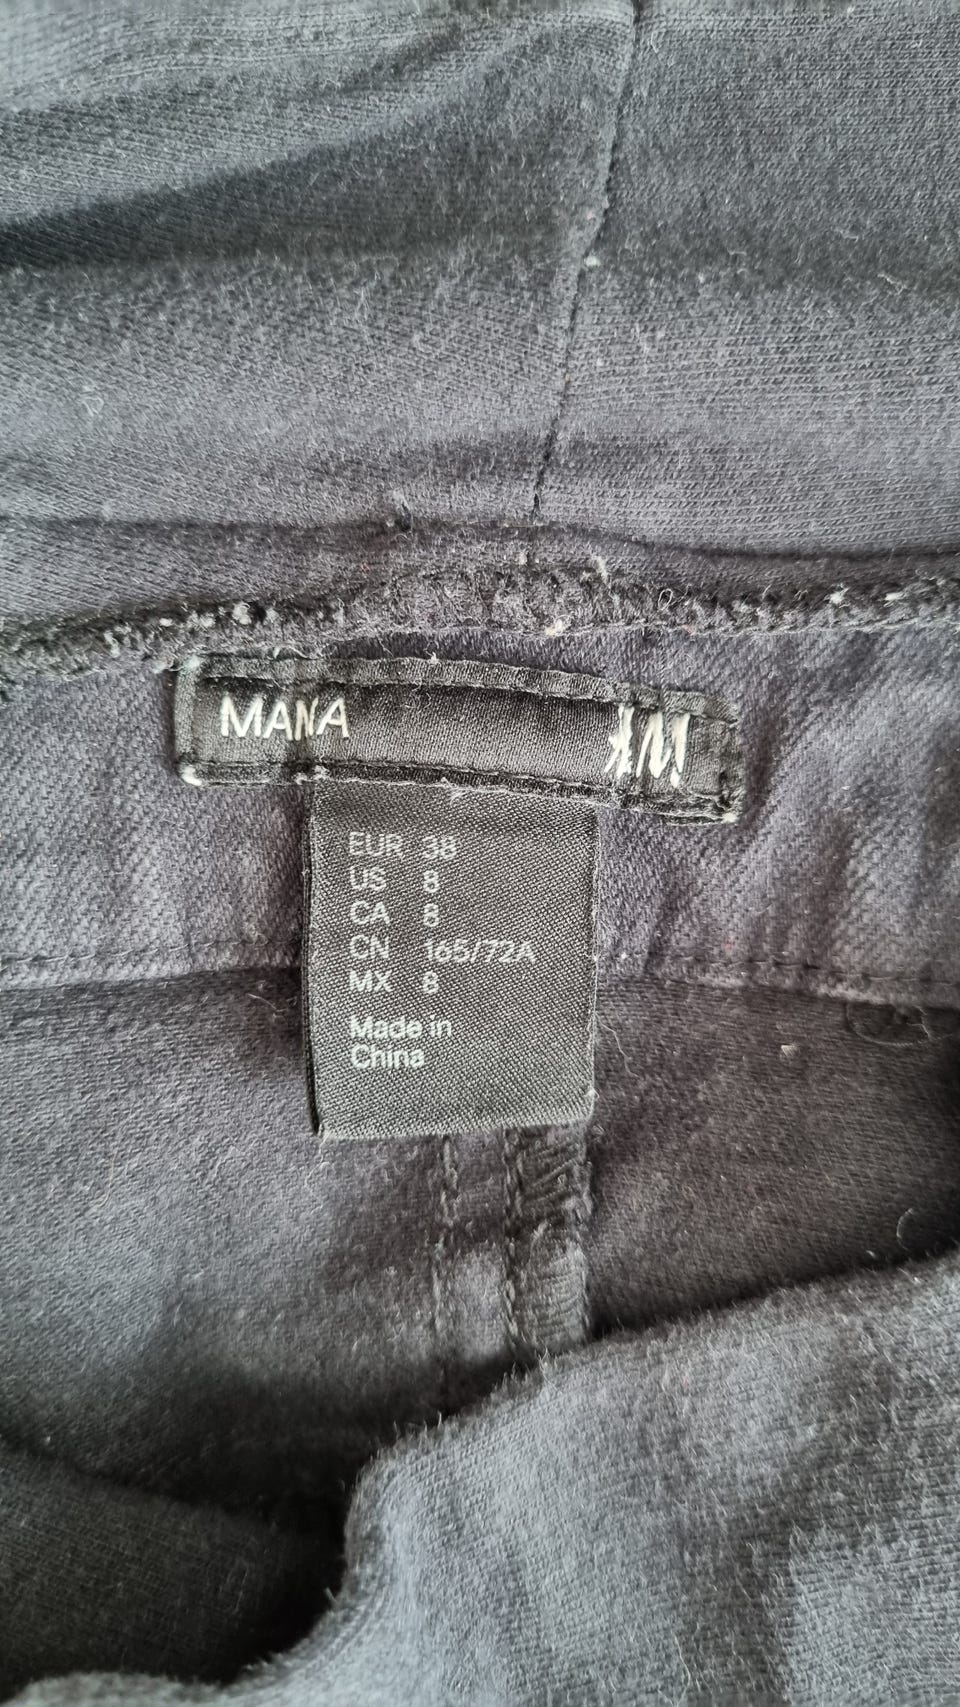 MAMA
H&M
EUR 38
US 8
CA 8
CN 165/72A
MX 8
Made in
China